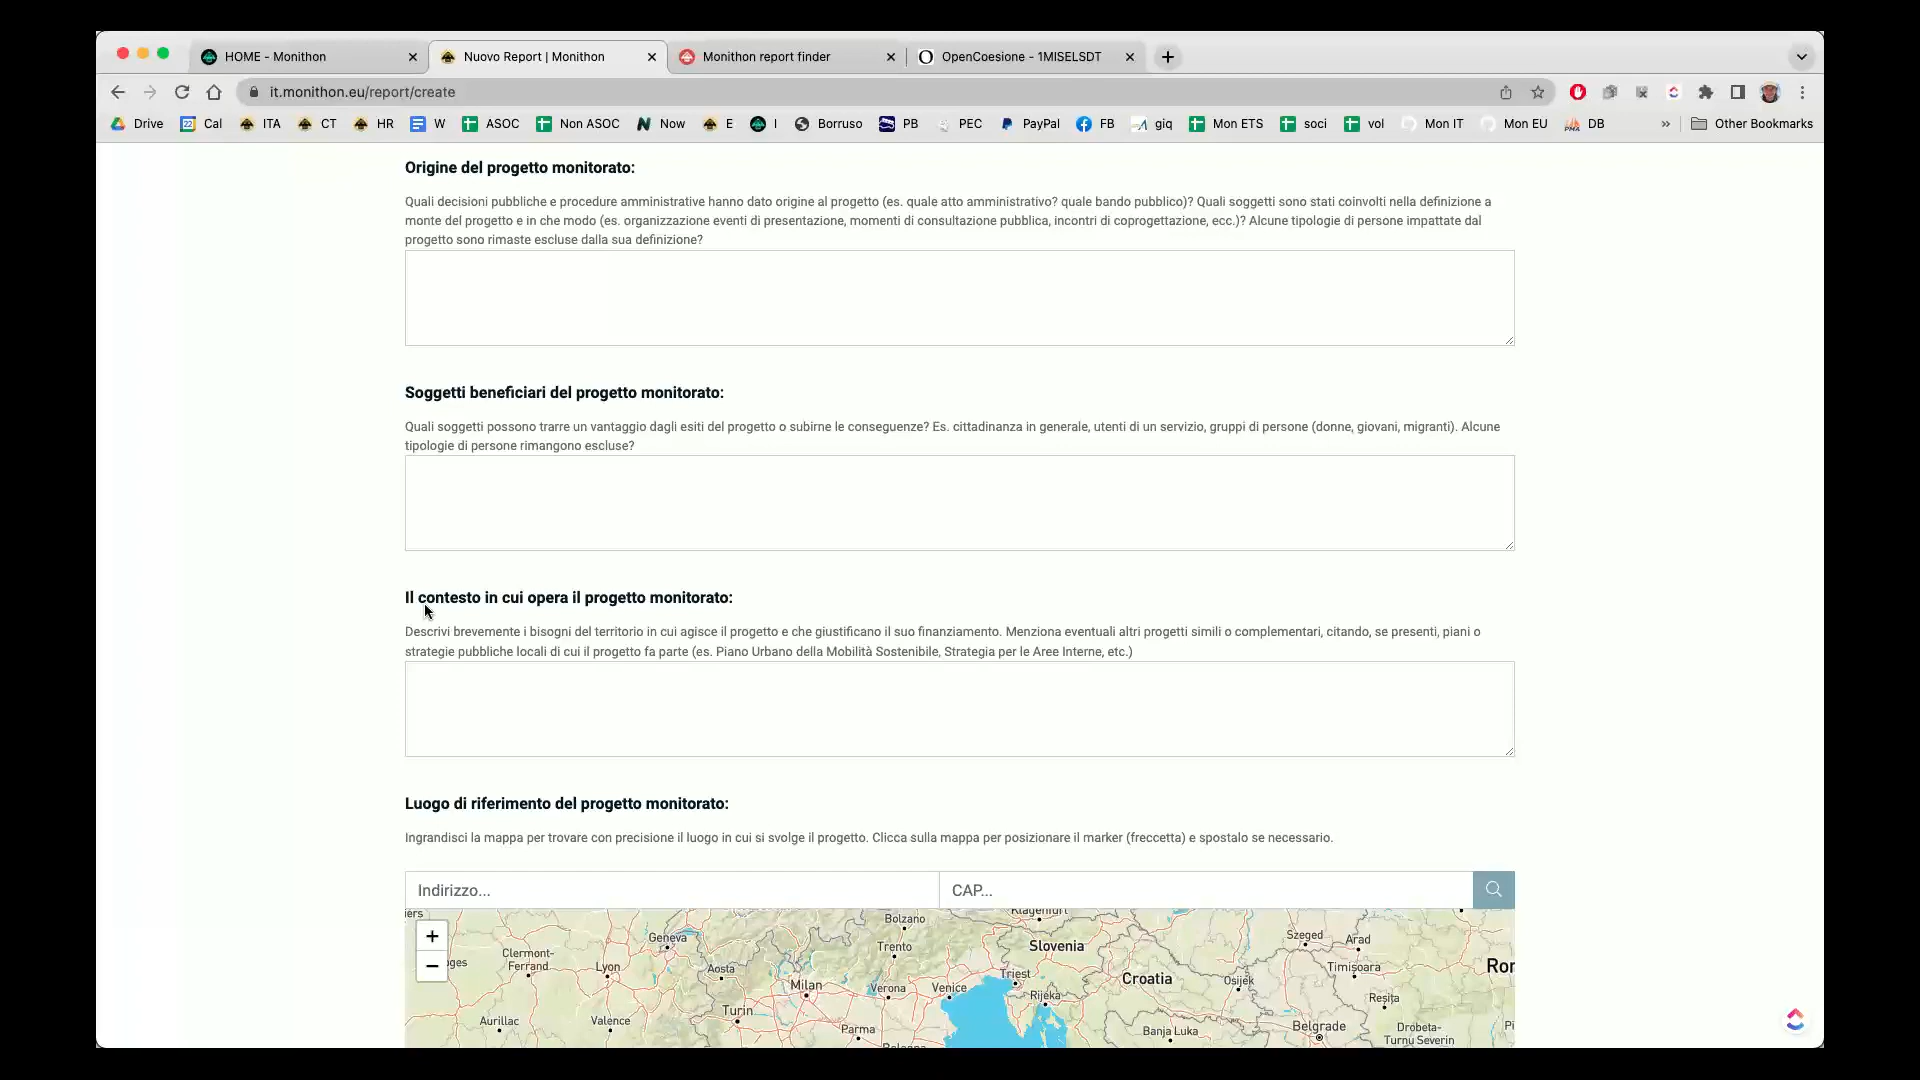 HOME - Monithon
Nuovo Report | Monithon
Monithon report finder
OpenCoesione - 1MISELSDT
it.monithon.eu/report/create
Drive
22
Cal
ITA
CT
HR
W
ASOC
Non ASOC
Now
E
I
Borruso
PB
PEC
PayPal
FB
giq
Mon ETS
soci
vol
Mon IT
Mon EU
DB
»
Other Bookmarks
Origine del progetto monitorato:
Quali decisioni pubbliche e procedure amministrative hanno dato origine al progetto (es. quale atto amministrativo? quale bando pubblico)? Quali soggetti sono stati coinvolti nella definizione a
monte del progetto e in che modo (es. organizzazione eventi di presentazione, momenti di consultazione pubblica, incontri di coprogettazione, ecc.)? Alcune tipologie di persone impattate dal
progetto sono rimaste escluse dalla sua definizione?
Soggetti beneficiari del progetto monitorato:
Quali soggetti possono trarre un vantaggio dagli esiti del progetto o subirne le conseguenze? Es. cittadinanza in generale, utenti di un servizio, gruppi di persone (donne, giovani, migranti). Alcune
tipologie di persone rimangono escluse?
Il contesto in cui opera il progetto monitorato:
Descrivi brevemente i bisogni del territorio in cui agisce il progetto e che giustificano il suo finanziamento. Menziona eventuali altri progetti simili o complementari, citando, se presenti, piani o
strategie pubbliche locali di cui il progetto fa parte (es. Piano Urbano della Mobilità Sostenibile, Strategia per le Aree Interne, etc.)
Luogo di riferimento del progetto monitorato:
Ingrandisci la mappa per trovare con precisione il luogo in cui si svolge il progetto. Clicca sulla mappa per posizionare il marker (freccetta) e spostalo se necessario.
Indirizzo...
CAP...
iers
Bolzano
Klagenfurt
+
Geneva
Trento
Slovenia
Szeged
Arad
Clermont-
Ferrand
ges
−
Lyon
Aosta
Milan
Verona
Venice
Triest
Croatia
Osijek
Timișoara
Ror
Rijeka
Reșița
Aurillac
Valence
Turin
Parma
Banja Luka
Belgrade
Drobeta-
Turnu Severin
Pi